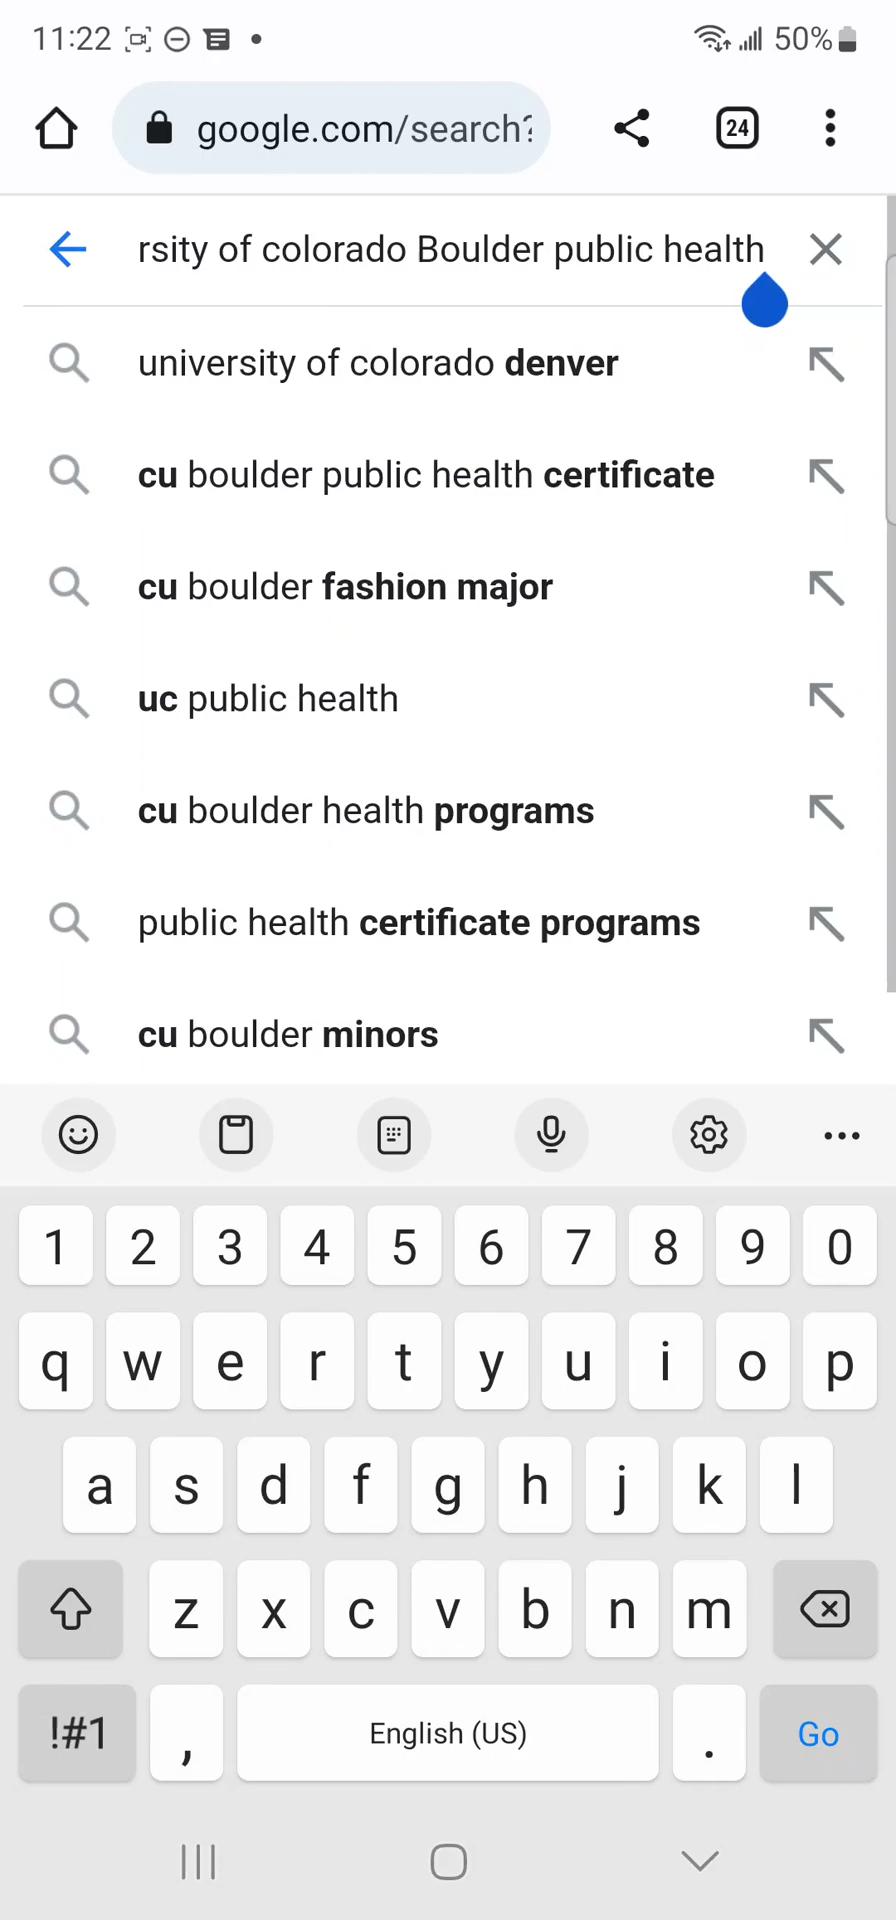 11:22
50%
google.com/search?
24
rsity of colorado Boulder public health
university of colorado denver
cu boulder public health certificate
cu boulder fashion major
uc public health
cu boulder health programs
public health certificate programs
cu boulder minors
1 2 3 4 5 6 7 8 9 0
q w e r t y u i o p
a s d f g h j k l
z x c v b n m
!#1 , English (US) . Go